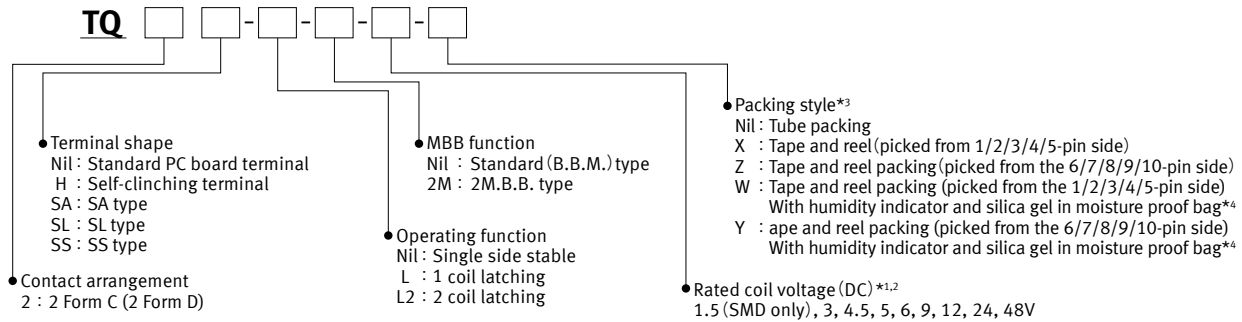 TQ - - - -
Terminal shape
Nil : Standard PC board terminal
H : Self-clinching terminal
SA : SA type
SL : SL type
SS : SS type
Contact arrangement
2 : 2 Form C (2 Form D)
MBB function
Nil : Standard (B.B.M.) type
2M : 2M.B.B. type
Operating function
Nil : Single side stable
L : 1 coil latching
L2 : 2 coil latching
Packing style*3
Nil : Tube packing
X : Tape and reel (picked from 1/2/3/4/5-pin side)
Z : Tape and reel packing (picked from the 6/7/8/9/10-pin side)
W : Tape and reel packing (picked from the 1/2/3/4/5-pin side)
With humidity indicator and silica gel in moisture proof bag*4
Y : ape and reel packing (picked from the 6/7/8/9/10-pin side)
With humidity indicator and silica gel in moisture proof bag*4
Rated coil voltage (DC) *1,2
1.5 (SMD only), 3, 4.5, 5, 6, 9, 12, 24, 48V